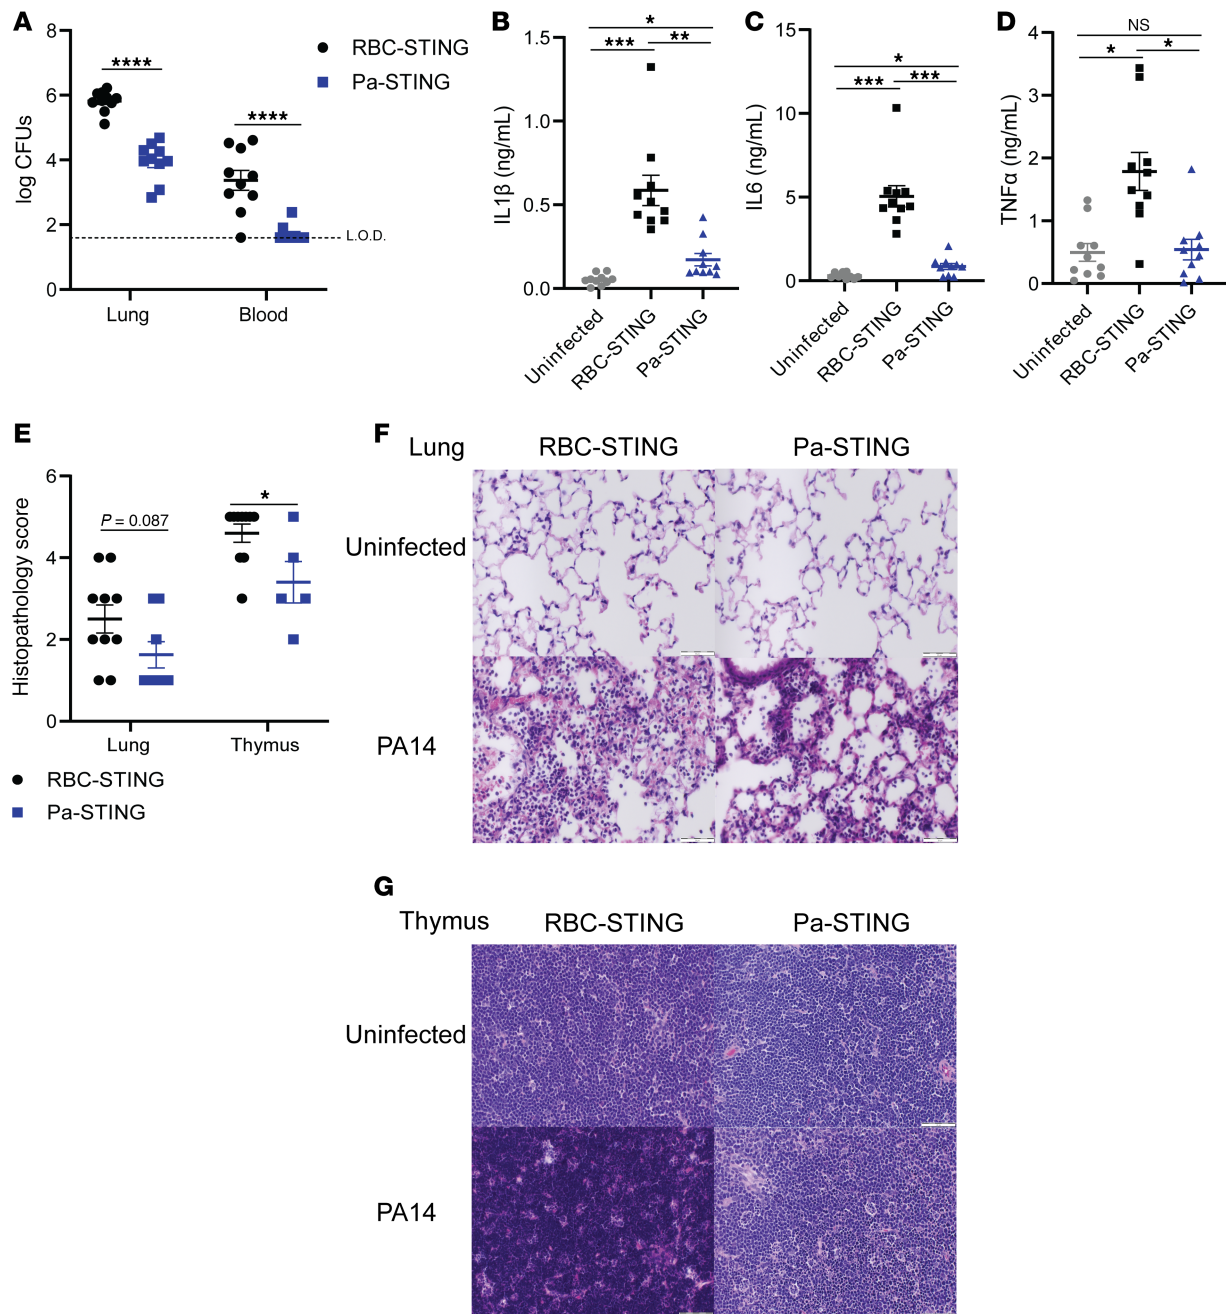 A
8
6
4
2
0
log CFUs
****
****
L.O.D.
Lung
Blood
RBC-STING
Pa-STING
B
1.5
1.0
0.5
0.0
IL1β (ng/mL)
*
***
**
Uninfected
RBC-STING
Pa-STING
C
15
10
5
0
IL6 (ng/mL)
*
***
***
Uninfected
RBC-STING
Pa-STING
D
4
3
2
1
0
TNFα (ng/mL)
NS
*
*
Uninfected
RBC-STING
Pa-STING
E
6
4
2
0
Histopathology score
P = 0.087
*
Lung
Thymus
RBC-STING
Pa-STING
F
Lung
RBC-STING
Pa-STING
Uninfected
PA14
G
Thymus
RBC-STING
Pa-STING
Uninfected
PA14